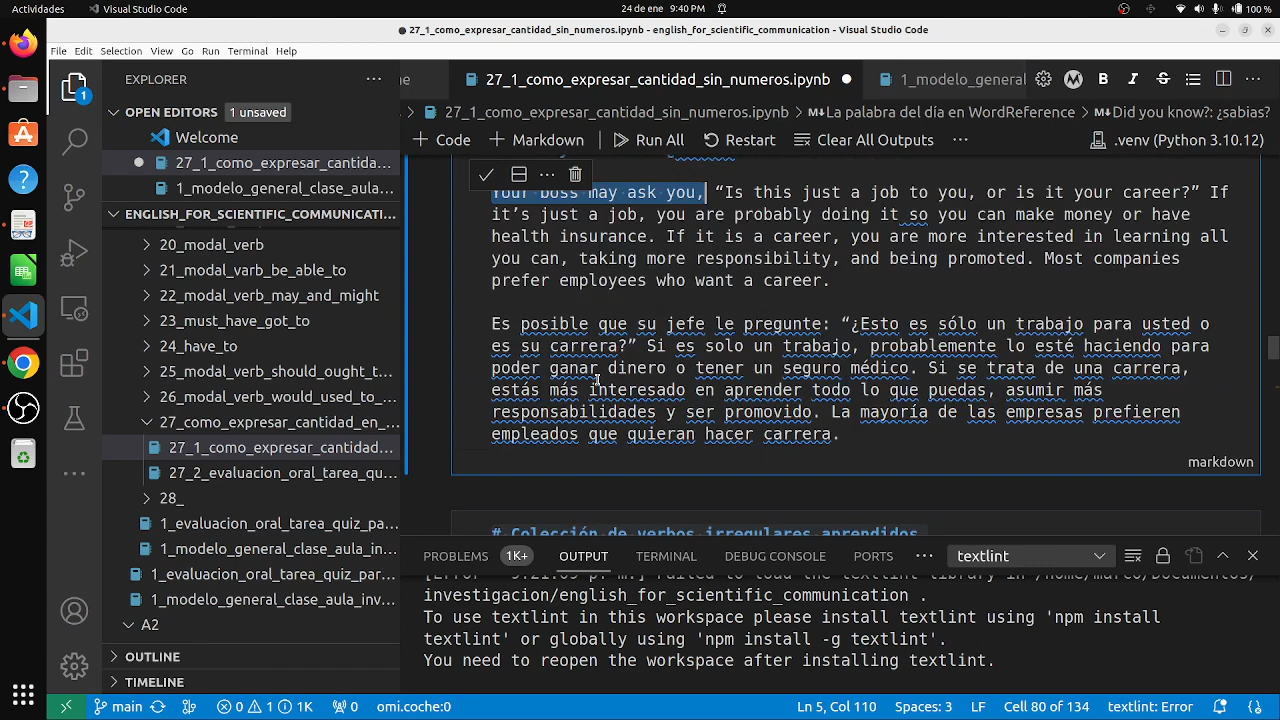 Actividades
Visual Studio Code
24 de ene 9:40 PM
100 %
27_1_como_expresar_cantidad_sin_numeros.ipynb - english_for_scientific_communication - Visual Studio Code
File Edit Selection View Go Run Terminal Help
EXPLORER
27_1_como_expresar_cantidad_sin_numeros.ipynb
1_modelo_general
OPEN EDITORS 1 unsaved
27_1_como_expresar_cantidad_sin_numeros.ipynb > La palabra del día en WordReference > Did you know?: ¿sabias?
Welcome
27_1_como_expresar_cantida...
1_modelo_general_clase_aula...
Code
Markdown
Run All
Restart
Clear All Outputs
.venv (Python 3.10.12)
ENGLISH_FOR_SCIENTIFIC_COMMUNICATI...
20_modal_verb
21_modal_varb_be_able_to
22_modal_verb_may_and_might
23_must_have_got_to
24_have_to
25_modal_varb_should_ought_t...
26_modal_verb_would_used_to_...
27_como_expresar_cantidad_en_...
27_1_como_expresar_cantidad...
27_2_evaluacion_oral_tarea_qu...
28_
1_evaluacion_oral_tarea_quiz_pa...
1_modelo_general_clase_aula_in...
1_evaluacion_oral_tarea_quiz_par...
1_modelo_general_clase_aula_inv...
A2
OUTLINE
TIMELINE
Your boss may ask you, “Is this just a job to you, or is it your career?” If
it’s just a job, you are probably doing it so you can make money or have
health insurance. If it is a career, you are more interested in learning all
you can, taking more responsibility, and being promoted. Most companies
prefer employees who want a career.
Es posible que su jefe le pregunte: “¿Esto es sólo un trabajo para usted o
es su carrera?” Si es solo un trabajo, probablemente lo esté haciendo para
poder ganar dinero o tener un seguro médico. Si se trata de una carrera,
estás más interesado en aprender todo lo que puedas, asumir más
responsabilidades y ser promovido. La mayoría de las empresas prefieren
empleados que quieran hacer carrera.
markdown
# Colección de verbos irregulares aprendidos
PROBLEMS 1K+ OUTPUT TERMINAL DEBUG CONSOLE PORTS
textlint
investigacion/english_for_scientific_communication .
To use textlint in this workspace please install textlint using 'npm install
textlint' or globally using 'npm install -g textlint'.
You need to reopen the workspace after installing textlint.
main
0 1 1K
0
omi.coche:0
Ln 5, Col 110
Spaces: 3
LF
Cell 80 of 134
textlint: Error